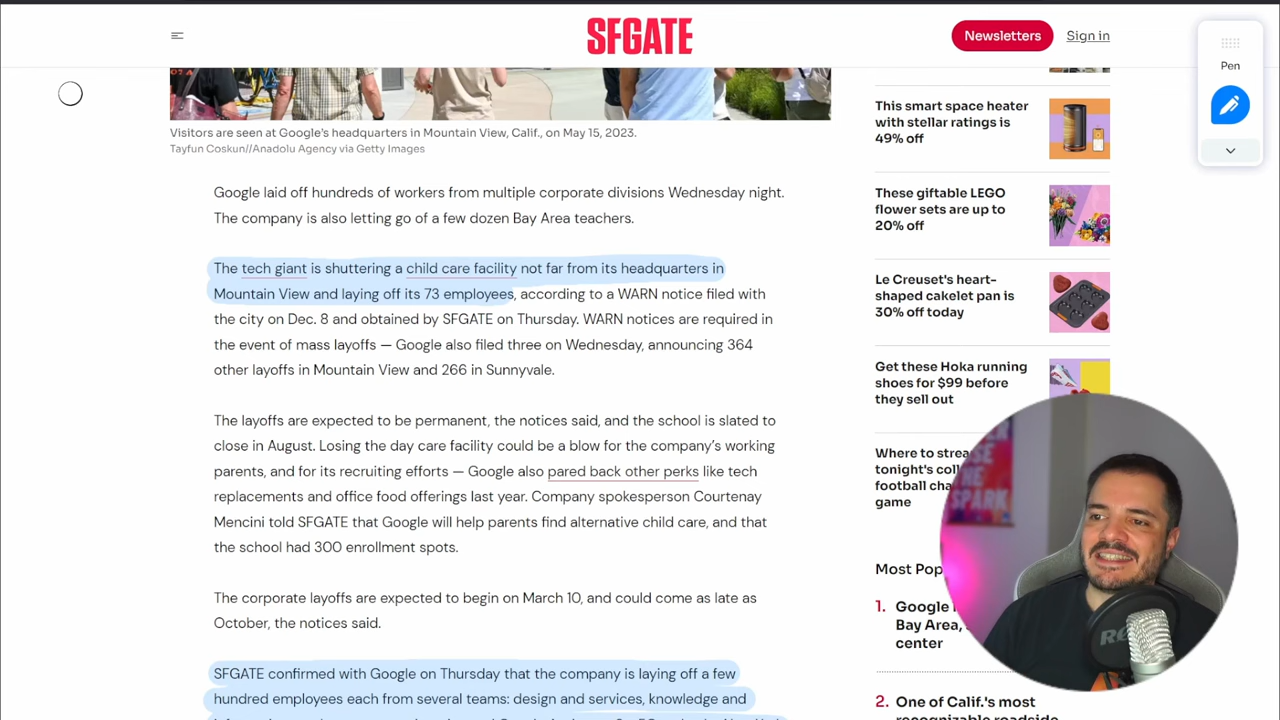 SFGATE
Newsletters
Sign in
Pen
Visitors are seen at Google's headquarters in Mountain View, Calif., on May 15, 2023.
Tayfun Coskun//Anadolu Agency via Getty Images
Google laid off hundreds of workers from multiple corporate divisions Wednesday night.
The company is also letting go of a few dozen Bay Area teachers.
The tech giant is shuttering a child care facility not far from its headquarters in
Mountain View and laying off its 73 employees, according to a WARN notice filed with
the city on Dec. 8 and obtained by SFGATE on Thursday. WARN notices are required in
the event of mass layoffs — Google also filed three on Wednesday, announcing 364
other layoffs in Mountain View and 266 in Sunnyvale.
The layoffs are expected to be permanent, the notices said, and the school is slated to
close in August. Losing the day care facility could be a blow for the company's working
parents, and for its recruiting efforts — Google also pared back other perks like tech
replacements and office food offerings last year. Company spokesperson Courtenay
Mencini told SFGATE that Google will help parents find alternative child care, and that
the school had 300 enrollment spots.
The corporate layoffs are expected to begin on March 10, and could come as late as
October, the notices said.
SFGATE confirmed with Google on Thursday that the company is laying off a few
hundred employees each from several teams: design and services, knowledge and
This smart space heater
with stellar ratings is
49% off
These giftable LEGO
flower sets are up to
20% off
Le Creuset's heart-
shaped cakelet pan is
30% off today
Get these Hoka running
shoes for $99 before
they sell out
Where to
tonight's
football
game
Most
1. Google
Bay Area,
center
2. One of Calif.'s most
recognizable roadside